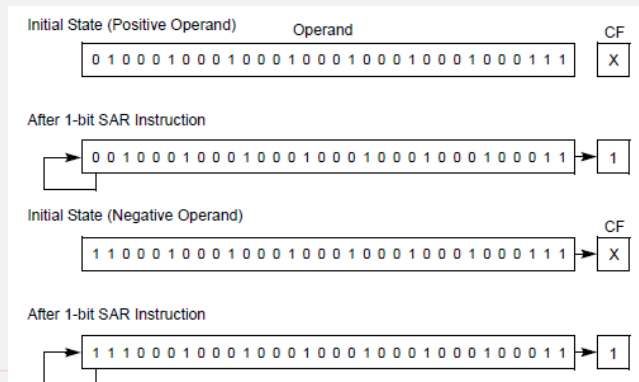 Initial State (Positive Operand) Operand CF
0 1 0 0 0 1 0 0 0 1 0 0 0 1 0 0 0 1 0 0 0 1 0 0 0 1 0 0 0 1 1 1 X
After 1-bit SAR Instruction
0 0 1 0 0 0 1 0 0 0 1 0 0 0 1 0 0 0 1 0 0 0 1 0 0 0 1 0 0 0 1 1 1
Initial State (Negative Operand) CF
1 1 0 0 0 1 0 0 0 1 0 0 0 1 0 0 0 1 0 0 0 1 0 0 0 1 0 0 0 1 1 1 X
After 1-bit SAR Instruction
1 1 1 0 0 0 1 0 0 0 1 0 0 0 1 0 0 0 1 0 0 0 1 0 0 0 1 0 0 0 1 1 1